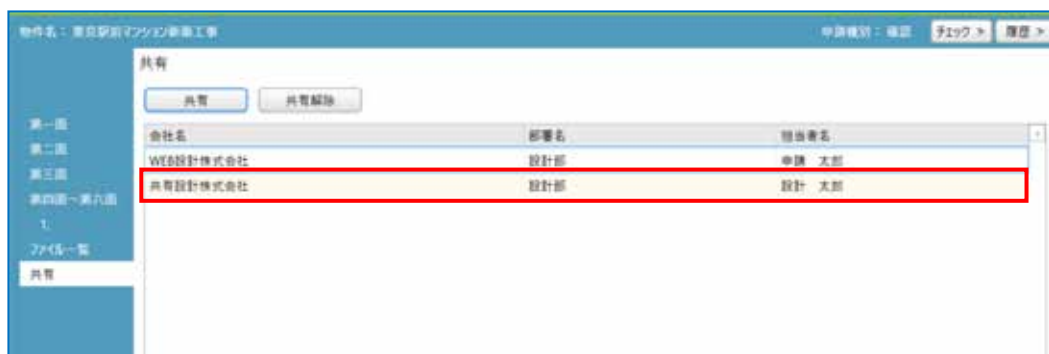 物件名: 東京駅前マンション新築工事 申請種別: 確認 チェック > 履歴 >
共有
共有 共有解除
会社名 部署名 担当者名
WEB設計株式会社 設計部 申請 太郎
共有設計株式会社 設計部 設計 太郎
第一面
第二面
第三面
第四面～第六面
1.
ファイル一覧
共有